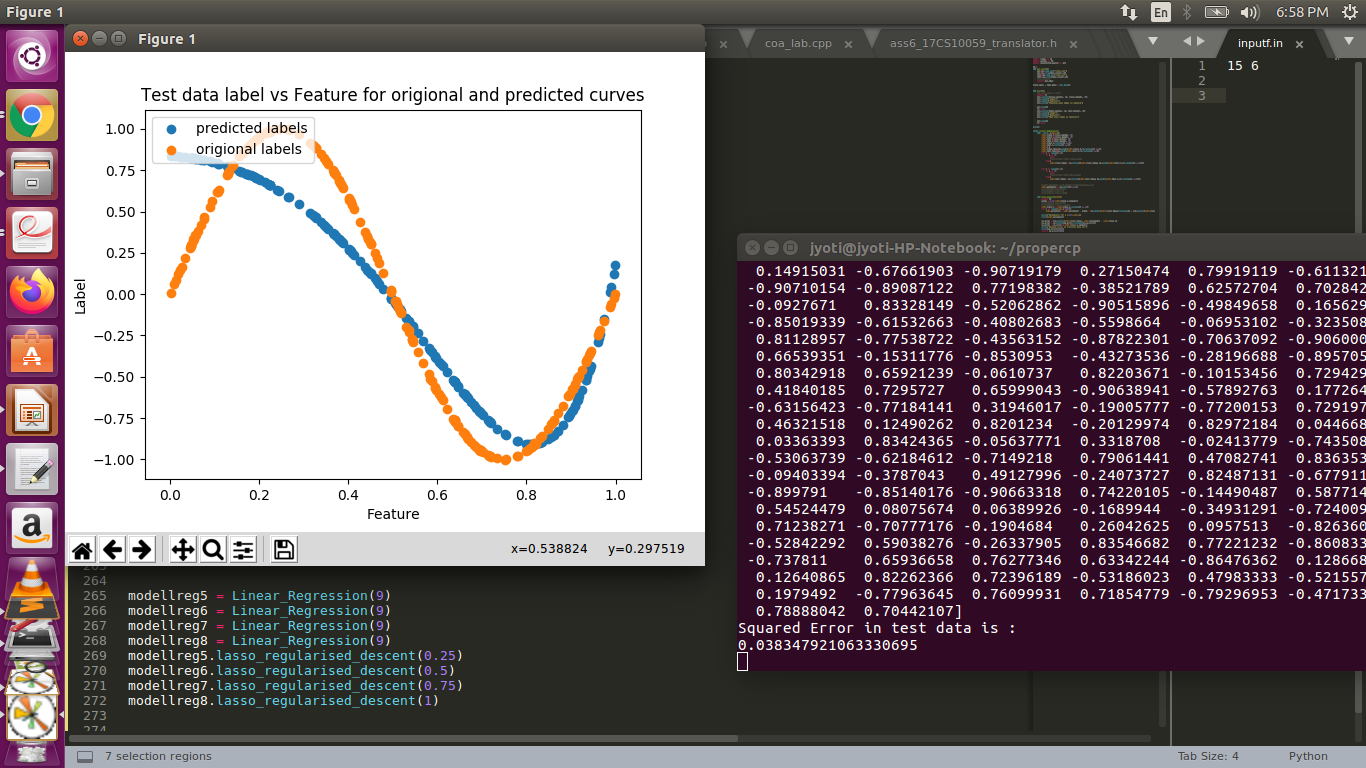 Figure 1
En
6:58 PM
Figure 1
coa_lab.cpp
ass6_17CS10059_translator.h
inputf.in
1 15 6
2
3
Test data label vs Feature for origional and predicted curves
predicted labels
origional labels
1.00
0.75
0.50
0.25
0.00
−0.25
−0.50
−0.75
−1.00
Label
0.0 0.2 0.4 0.6 0.8 1.0
Feature
x=0.538824 y=0.297519
jyoti@jyoti-HP-Notebook: ~/propercp
0.14915031 -0.67661903 -0.90719179 0.27150474 0.79919119 -0.611321
-0.90710154 -0.89087122 0.77198382 -0.38521789 0.62572704 0.702842
-0.0927671 0.83328149 -0.52062862 -0.90515896 -0.49849658 0.165629
-0.85019339 -0.61532663 -0.40802683 -0.5598664 -0.06953102 -0.323508
0.81128957 -0.77538722 -0.43563152 -0.87822301 -0.70637092 -0.906000
0.66539351 -0.15311776 -0.8530953 -0.43273536 -0.28196688 -0.895705
0.80342918 0.65921239 -0.0610737 0.82203671 -0.10153456 0.729429
0.41840185 0.7295727 0.65999043 -0.90638941 -0.57892763 0.177264
-0.63156423 -0.77184141 0.31946017 -0.19005777 -0.77200153 0.729197
0.46321518 0.12490262 0.8201234 -0.20129974 0.82972184 0.044668
0.03363393 0.83424365 -0.05637771 0.3318708 -0.02413779 -0.743508
-0.53063739 -0.62184612 -0.7149218 0.79061441 0.47082741 0.836353
-0.09403394 -0.3787043 0.49127996 -0.24073727 0.82487131 -0.677911
-0.899791 -0.85140176 -0.90663318 0.74220105 -0.14490487 0.587714
0.54524479 0.08075674 0.06389926 -0.1689944 -0.34931291 -0.724009
0.71238271 -0.70777176 -0.1904684 0.26042625 0.0957513 -0.826360
-0.52842292 0.59038276 -0.26337905 0.83546682 0.77221232 -0.860833
-0.737811 0.65936658 0.76277346 0.63342244 -0.86476362 0.128668
0.12640865 0.82262366 0.72396189 -0.53186023 0.47983333 -0.521557
0.1979492 -0.77963645 0.76099931 0.71854779 -0.79296953 -0.471733
0.78888042 0.70442107]
Squared Error in test data is :
0.038347921063330695
263
264
265 modellreg5 = Linear_Regression(9)
266 modellreg6 = Linear_Regression(9)
267 modellreg7 = Linear_Regression(9)
268 modellreg8 = Linear_Regression(9)
269 modellreg5.lasso_regularised_descent(0.25)
270 modellreg6.lasso_regularised_descent(0.5)
271 modellreg7.lasso_regularised_descent(0.75)
272 modellreg8.lasso_regularised_descent(1)
273
274
7 selection regions
Tab Size: 4
Python